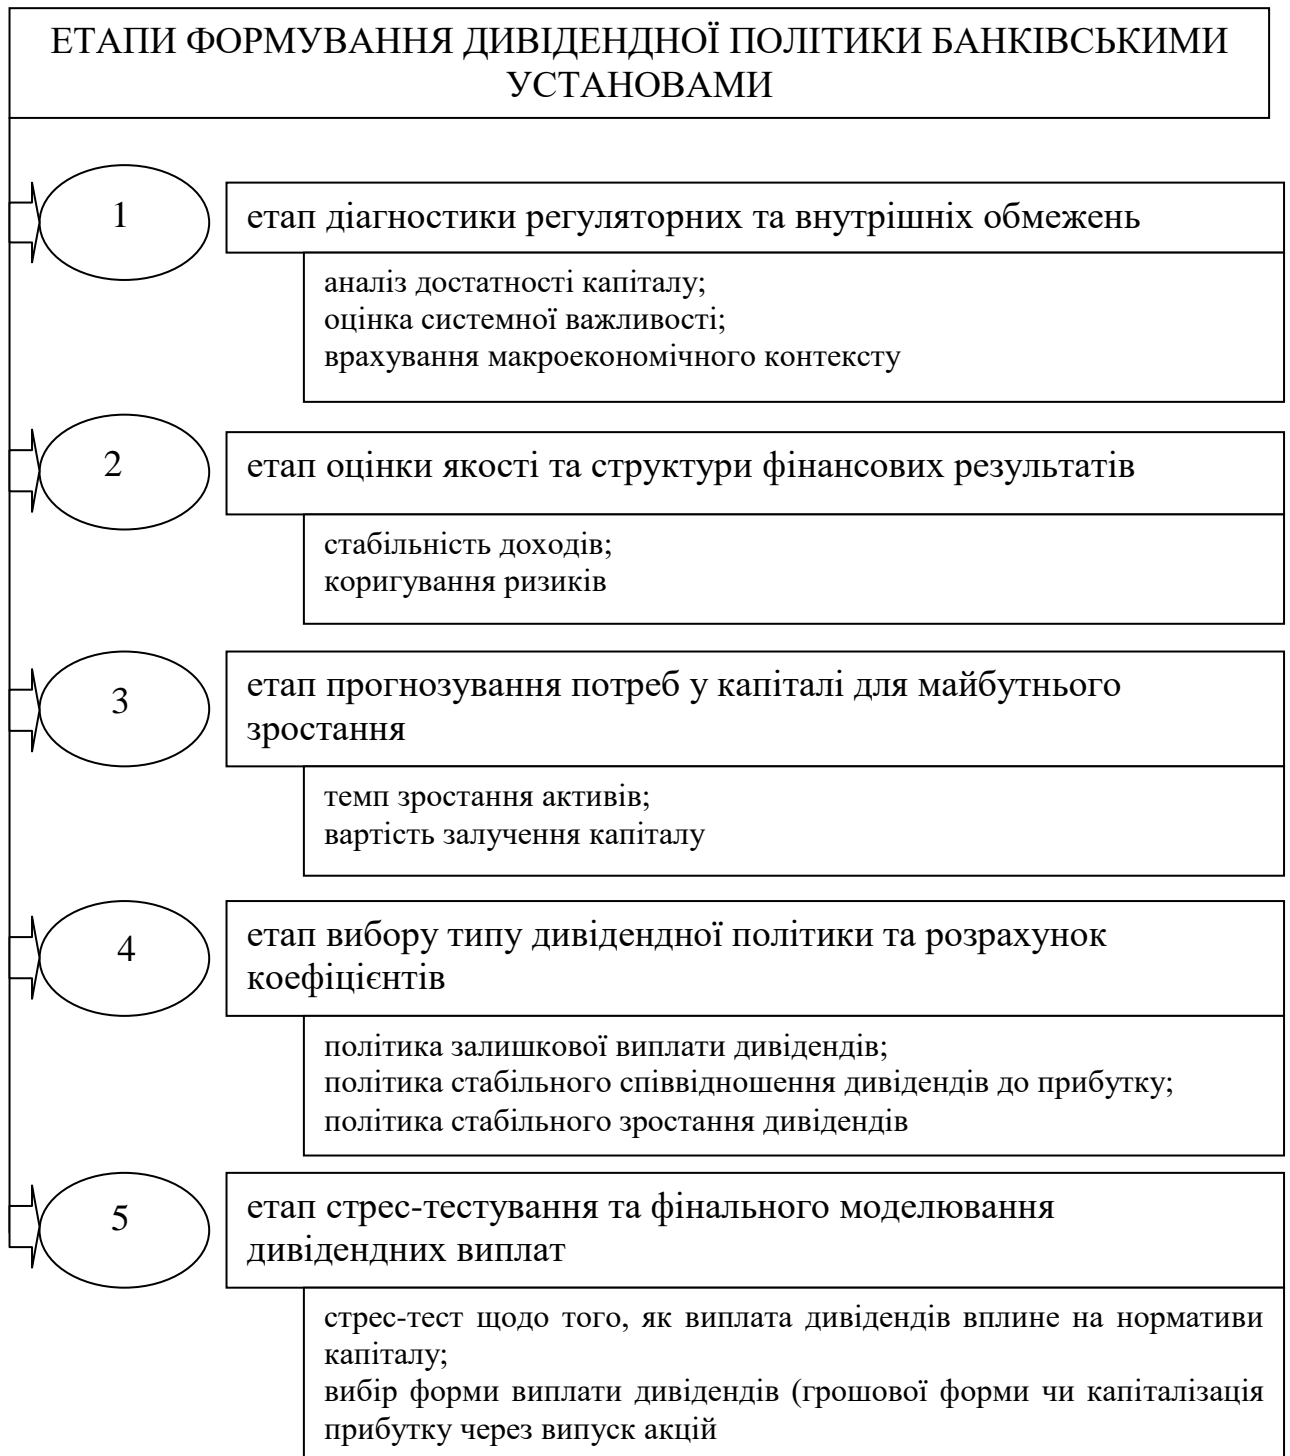 ЕТАПИ ФОРМУВАННЯ ДИВІДЕНДНОЇ ПОЛІТИКИ БАНКІВСЬКИМИ
УСТАНОВАМИ
1
етап діагностики регуляторних та внутрішніх обмежень
аналіз достатності капіталу;
оцінка системної важливості;
врахування макроекономічного контексту
2
етап оцінки якості та структури фінансових результатів
стабільність доходів;
коригування ризиків
3
етап прогнозування потреб у капіталі для майбутнього
зростання
темп зростання активів;
вартість залучення капіталу
4
етап вибору типу дивідендної політики та розрахунок
коефіцієнтів
політика залишкової виплати дивідендів;
політика стабільного співвідношення дивідендів до прибутку;
політика стабільного зростання дивідендів
5
етап стрес-тестування та фінального моделювання
дивідендних виплат
стрес-тест щодо того, як виплата дивідендів вплине на нормативи
капіталу;
вибір форми виплати дивідендів (грошової форми чи капіталізація
прибутку через випуск акцій